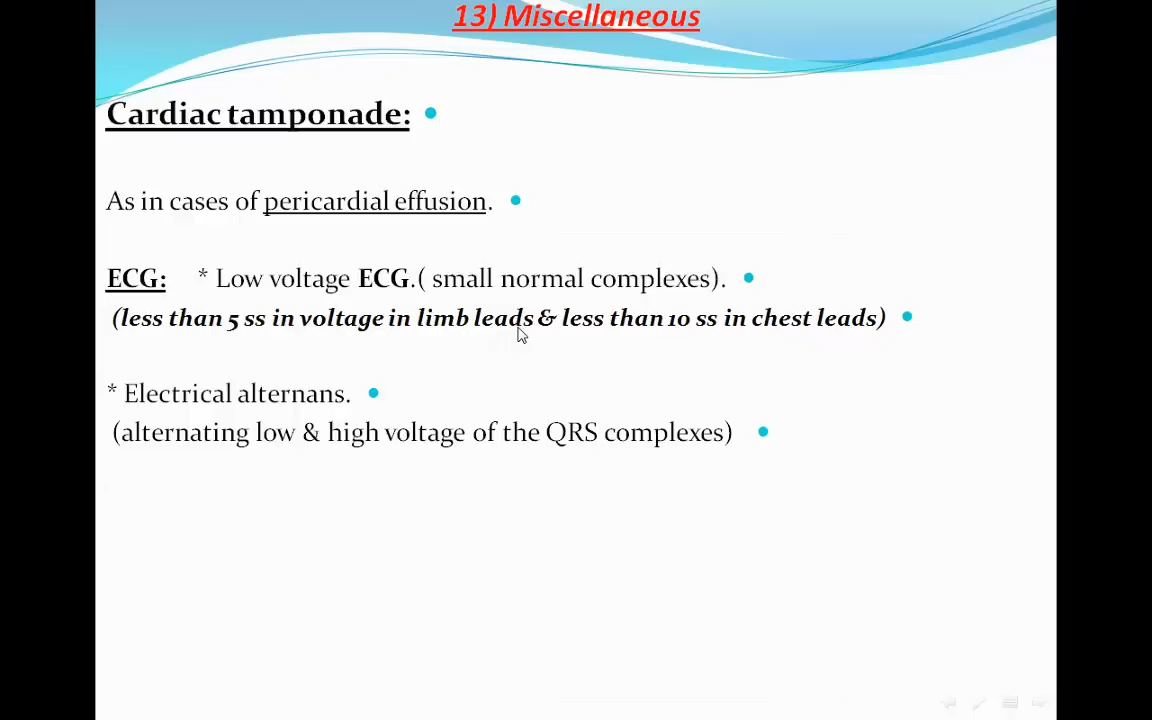 13) Miscellaneous
Cardiac tamponade:
As in cases of pericardial effusion.
ECG: * Low voltage ECG.( small normal complexes).
(less than 5 ss in voltage in limb leads & less than 10 ss in chest leads)
* Electrical alternans.
(alternating low & high voltage of the QRS complexes)